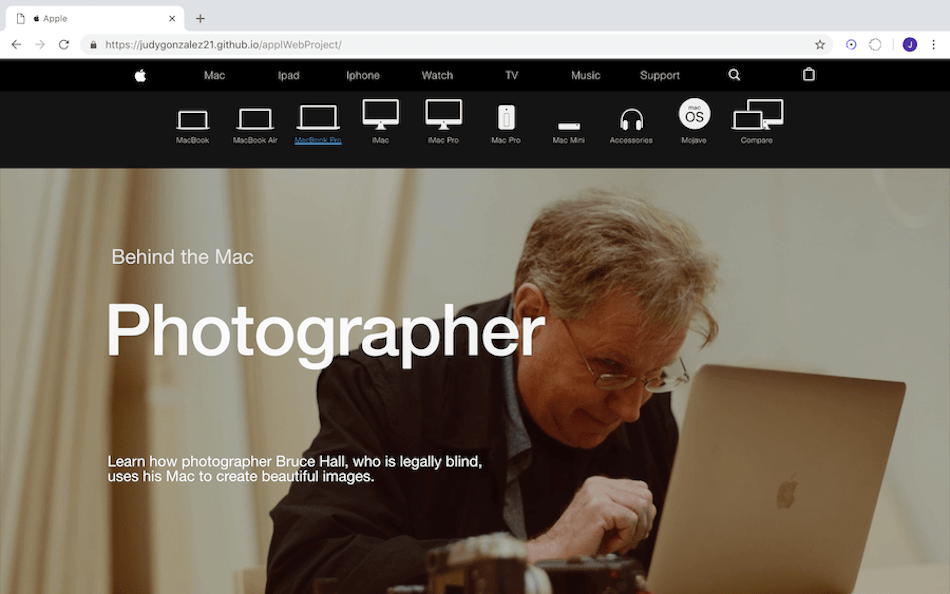 Apple
https://judygonzalez21.github.io/applWebProject/
J
Mac Ipad Iphone Watch TV Music Support
mac
OS
MacBook MacBook Air MacBook Pro iMac iMac Pro Mac Pro Mac Mini Accessories Mojave Compare
Behind the Mac
Photographer
Learn how photographer Bruce Hall, who is legally blind,
uses his Mac to create beautiful images.